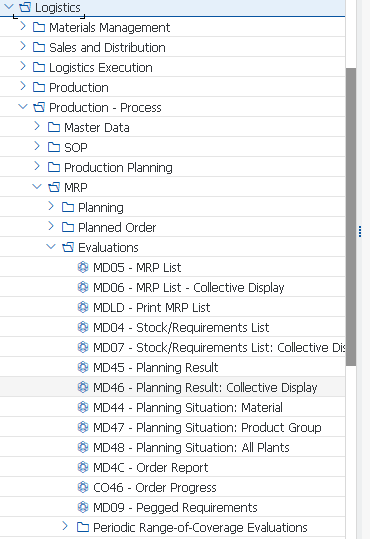 Logistics
Materials Management
Sales and Distribution
Logistics Execution
Production
Production - Process
Master Data
SOP
Production Planning
MRP
Planning
Planned Order
Evaluations
MD05 - MRP List
MD06 - MRP List - Collective Display
MDLD - Print MRP List
MD04 - Stock/Requirements List
MD07 - Stock/Requirements List: Collective Dis
MD45 - Planning Result
MD46 - Planning Result: Collective Display
MD44 - Planning Situation: Material
MD47 - Planning Situation: Product Group
MD48 - Planning Situation: All Plants
MD4C - Order Report
CO46 - Order Progress
MD09 - Pegged Requirements
Periodic Range-of-Coverage Evaluations